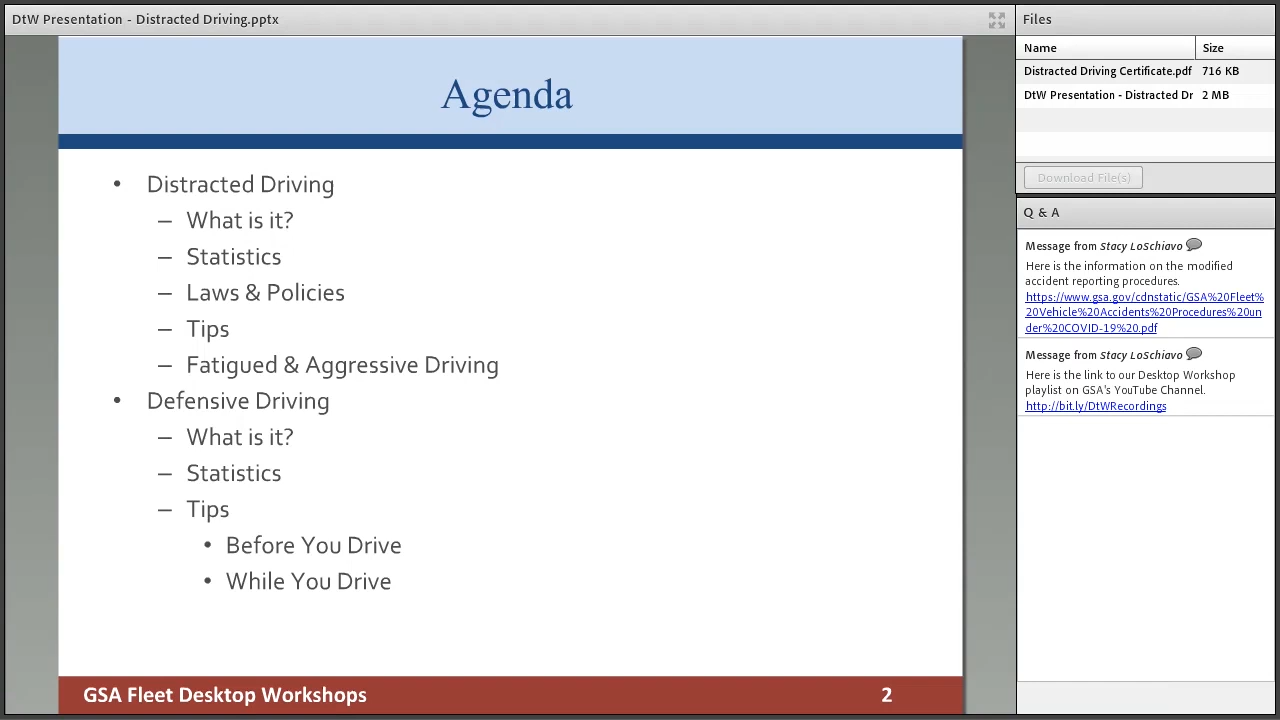 DtW Presentation - Distracted Driving.pptx
Agenda
• Distracted Driving
– What is it?
– Statistics
– Laws & Policies
– Tips
– Fatigued & Aggressive Driving
• Defensive Driving
– What is it?
– Statistics
– Tips
• Before You Drive
• While You Drive
GSA Fleet Desktop Workshops 2
Files
Name Size
Distracted Driving Certificate.pdf 716 KB
DtW Presentation - Distracted Dr 2 MB
Download File(s)
Q & A
Message from Stacy LoSchiavo
Here is the information on the modified
accident reporting procedures.
https://www.gsa.gov/cdnstatic/GSA%20Fleet%
20Vehicle%20Accidents%20Procedures%20un
der%20COVID-19%20.pdf
Message from Stacy LoSchiavo
Here is the link to our Desktop Workshop
playlist on GSA's YouTube Channel.
http://bit.ly/DtWRecordings